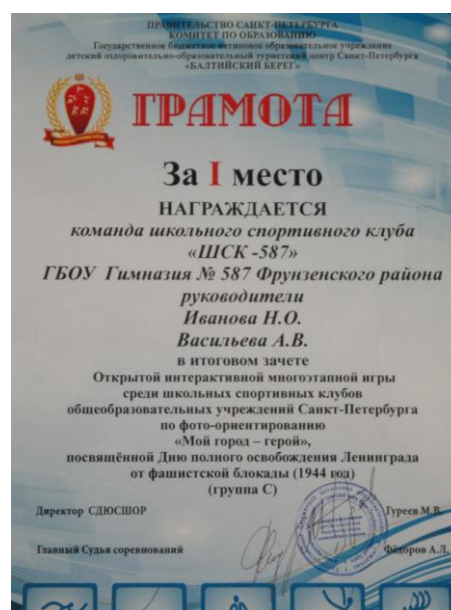 ПРАВИТЕЛЬСТВО САНКТ-ПЕТЕРБУРГА
КОМИТЕТ ПО ОБРАЗОВАНИЮ
Государственное бюджетное нетиповое образовательное учреждение
детский оздоровительно-образовательный туристский центр Санкт-Петербурга
«БАЛТИЙСКИЙ БЕРЕГ»
ГРАМОТА
За I место
НАГРАЖДАЕТСЯ
команда школьного спортивного клуба
«ШСК -587»
ГБОУ Гимназия № 587 Фрунзенского района
руководители
Иванова Н.О.
Васильева А.В.
в итоговом зачете
Открытой интерактивной многоэтапной игры
среди школьных спортивных клубов
общеобразовательных учреждений Санкт-Петербурга
по фото-ориентированию
«Мой город – герой»,
посвящённой Дню полного освобождения Ленинграда
от фашистской блокады (1944 год)
(группа С)
Директор СДЮСШОР Гуреев М.В.
Главный Судья соревнований Фёдоров А.Л.